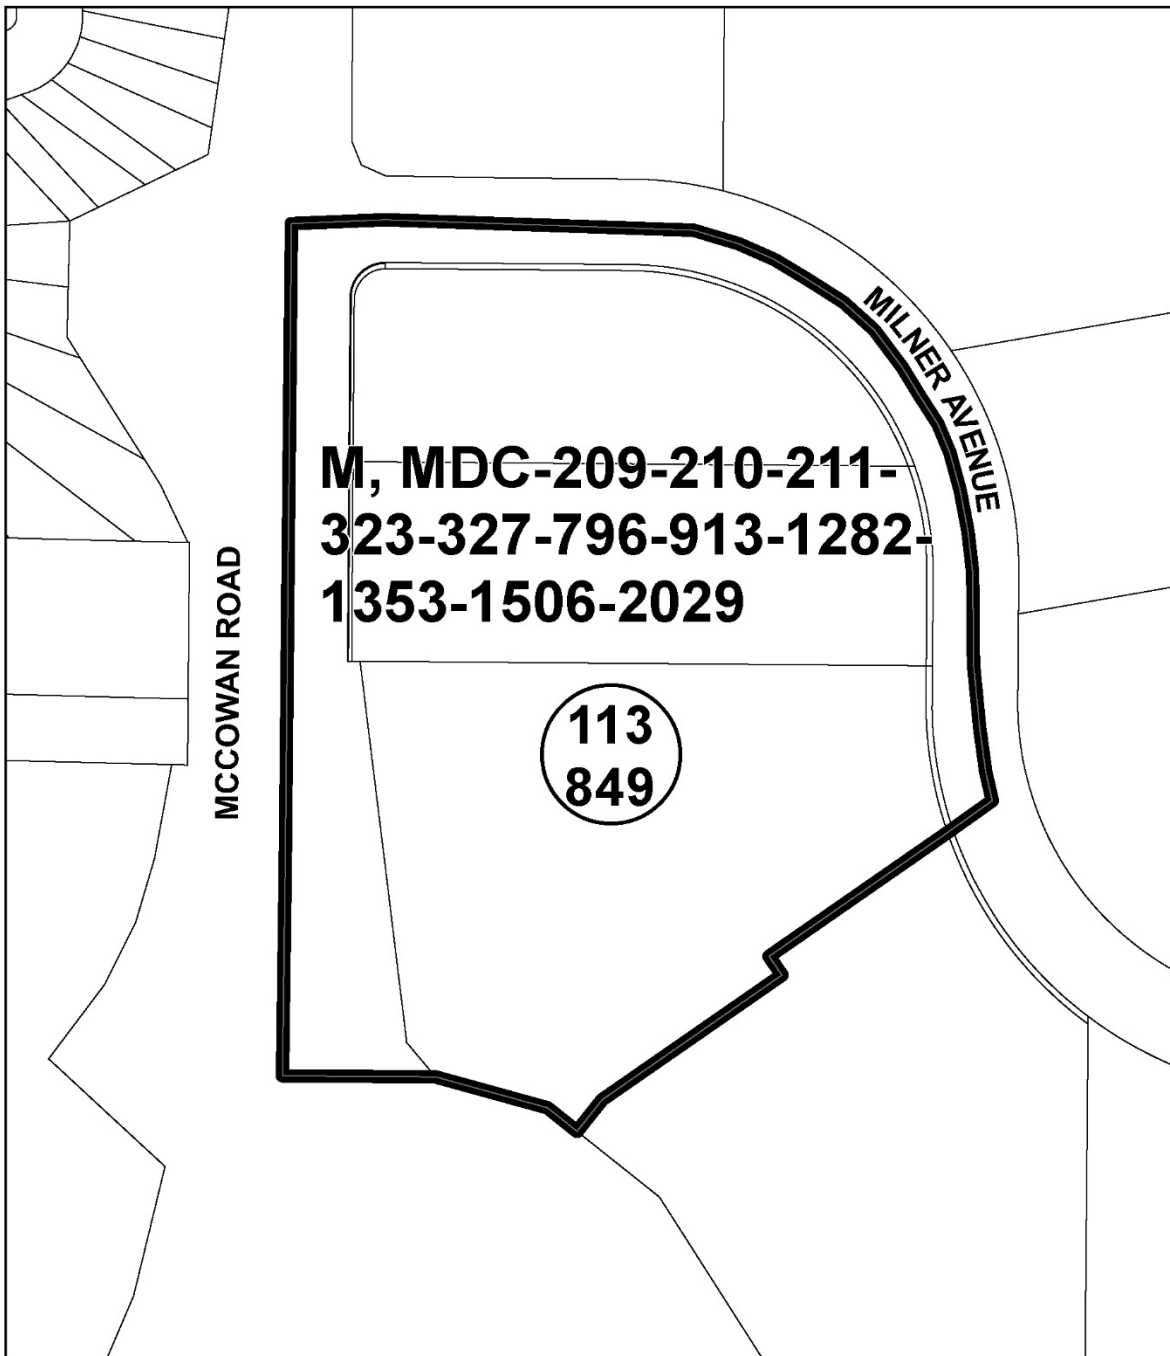 MILNER AVENUE
M, MDC-209-210-211-
323-327-796-913-1282-
1353-1506-2029
MCCOWAN ROAD
113
849